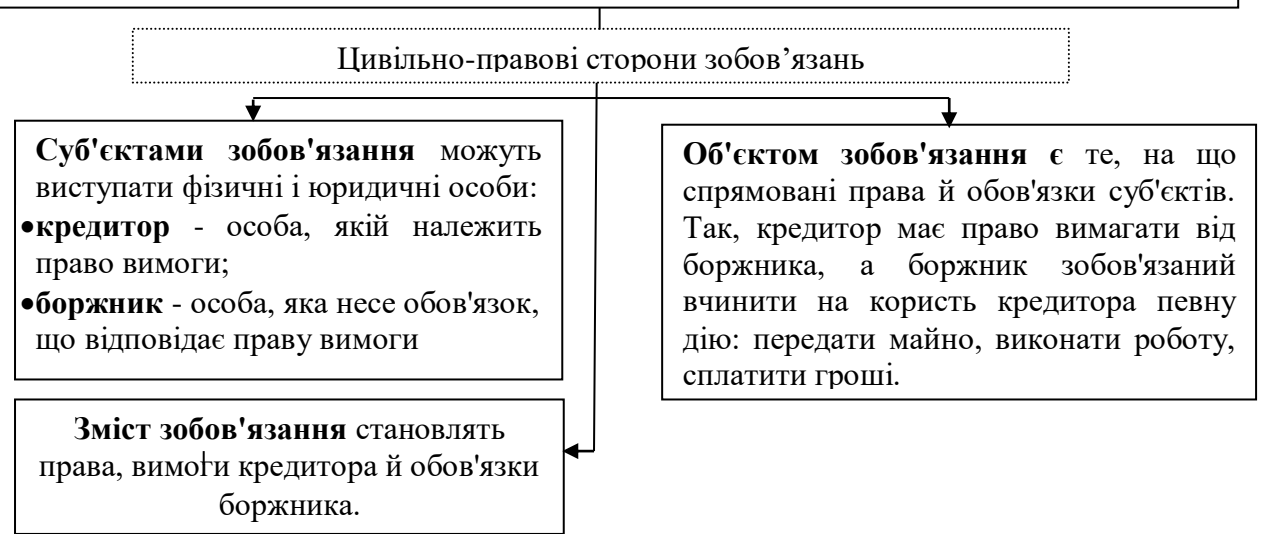 Цивільно-правові сторони зобов’язань
Суб'єктами зобов'язання можуть
виступати фізичні і юридичні особи:
•кредитор - особа, якій належить
право вимоги;
•боржник - особа, яка несе обов'язок,
що відповідає праву вимоги
Об'єктом зобов'язання є те, на що
спрямовані права й обов'язки суб'єктів.
Так, кредитор має право вимагати від
боржника, а боржник зобов'язаний
вчинити на користь кредитора певну
дію: передати майно, виконати роботу,
сплатити гроші.
Зміст зобов'язання становлять
права, вимоги кредитора й обов'язки
боржника.